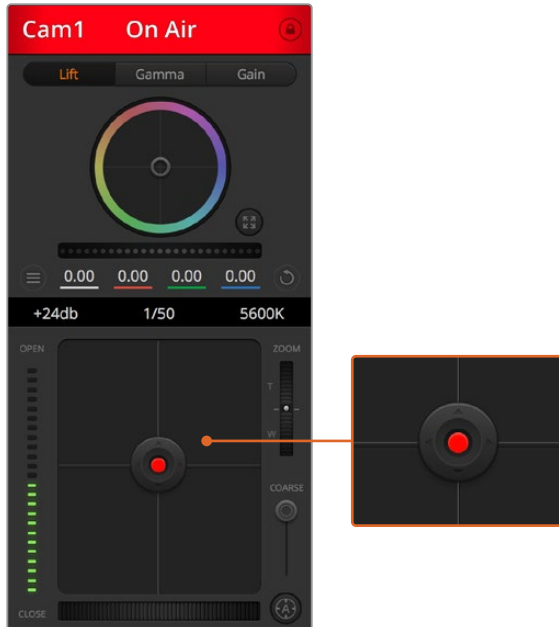 Cam1 On Air
Lift Gamma Gain
0.00 0.00 0.00 0.00
+24db 1/50 5600K
OPEN ZOOM
T
W
COARSE
A
CLOSE